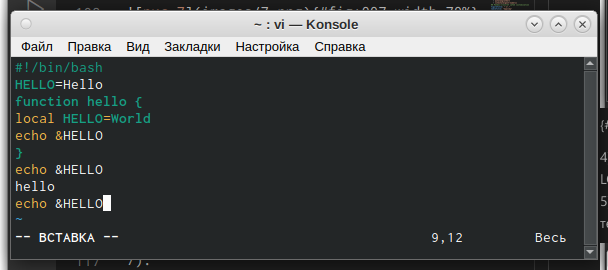 ~ : vi — Konsole
Файл Правка Вид Закладки Настройка Справка
#!/bin/bash
HELLO=Hello
function hello {
local HELLO=World
echo &HELLO
}
echo &HELLO
hello
echo &HELLO
~
-- ВСТАВКА -- 9,12 Весь